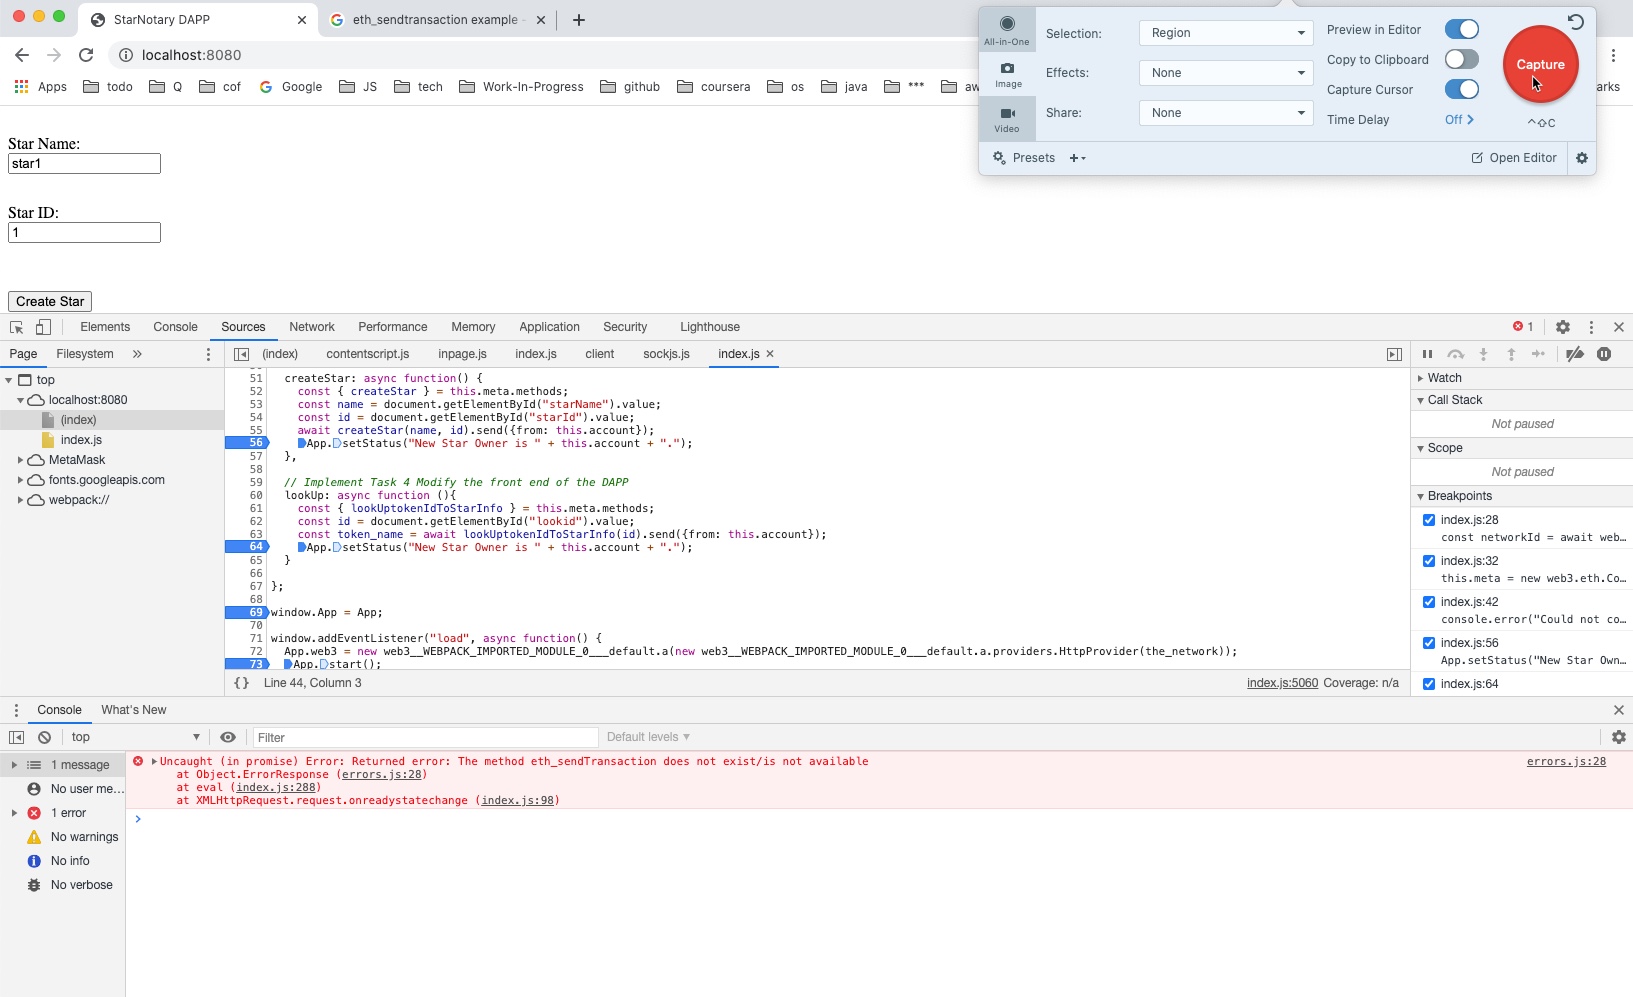 StarNotary DAPP
eth_sendtransaction example -
localhost:8080
Apps todo Q cof Google JS tech Work-In-Progress github coursera os java *** aw
arks
All-in-One
Image
Video
Selection: Region
Effects: None
Share: None
Preview in Editor
Copy to Clipboard
Capture Cursor
Time Delay Off
Capture
^⇧C
Presets
Open Editor
Star Name:
star1
Star ID:
1
Create Star
Elements Console Sources Network Performance Memory Application Security Lighthouse 1
Page Filesystem »
(index) contentscript.js inpage.js index.js client sockjs.js index.js
top
localhost:8080
(index)
index.js
MetaMask
fonts.googleapis.com
webpack://
51 createStar: async function() {
52 const { createStar } = this.meta.methods;
53 const name = document.getElementById("starName").value;
54 const id = document.getElementById("starId").value;
55 await createStar(name, id).send({from: this.account});
56 App.setStatus("New Star Owner is " + this.account + ".");
57 },
58
59 // Implement Task 4 Modify the front end of the DAPP
60 lookUp: async function (){
61 const { lookUptokenIdToStarInfo } = this.meta.methods;
62 const id = document.getElementById("lookid").value;
63 const token_name = await lookUptokenIdToStarInfo(id).send({from: this.account});
64 App.setStatus("New Star Owner is " + this.account + ".");
65 }
66
67 };
68
69 window.App = App;
70
71 window.addEventListener("load", async function() {
72 App.web3 = new web3__WEBPACK_IMPORTED_MODULE_0___default.a(new web3__WEBPACK_IMPORTED_MODULE_0___default.a.providers.HttpProvider(the_network));
73 App.start();
{} Line 44, Column 3
index.js:5060 Coverage: n/a
Watch
Call Stack
Not paused
Scope
Not paused
Breakpoints
index.js:28
const networkId = await web…
index.js:32
this.meta = new web3.eth.Co…
index.js:42
console.error("Could not co…
index.js:56
App.setStatus("New Star Own…
index.js:64
Console What's New
top Filter Default levels
1 message
No user me…
1 error
No warnings
No info
No verbose
Uncaught (in promise) Error: Returned error: The method eth_sendTransaction does not exist/is not available errors.js:28
at Object.ErrorResponse (errors.js:28)
at eval (index.js:288)
at XMLHttpRequest.request.onreadystatechange (index.js:98)